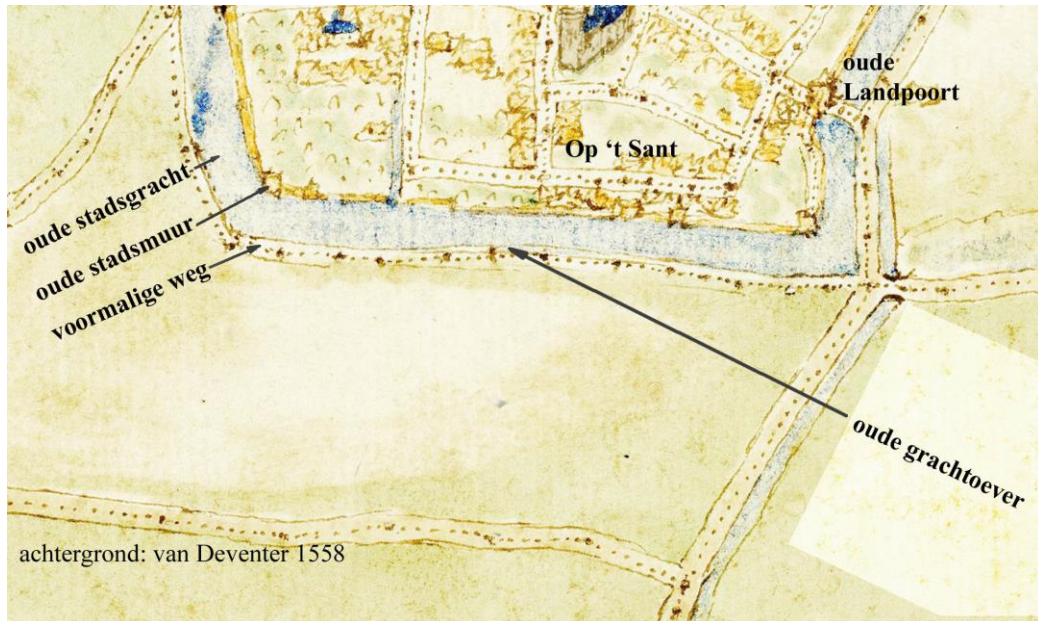 oude
Landpoort
Op ‘t Sant
oude stadsgracht
oude stadsmuur
voormalige weg
oude grachtoever
achtergrond: van Deventer 1558